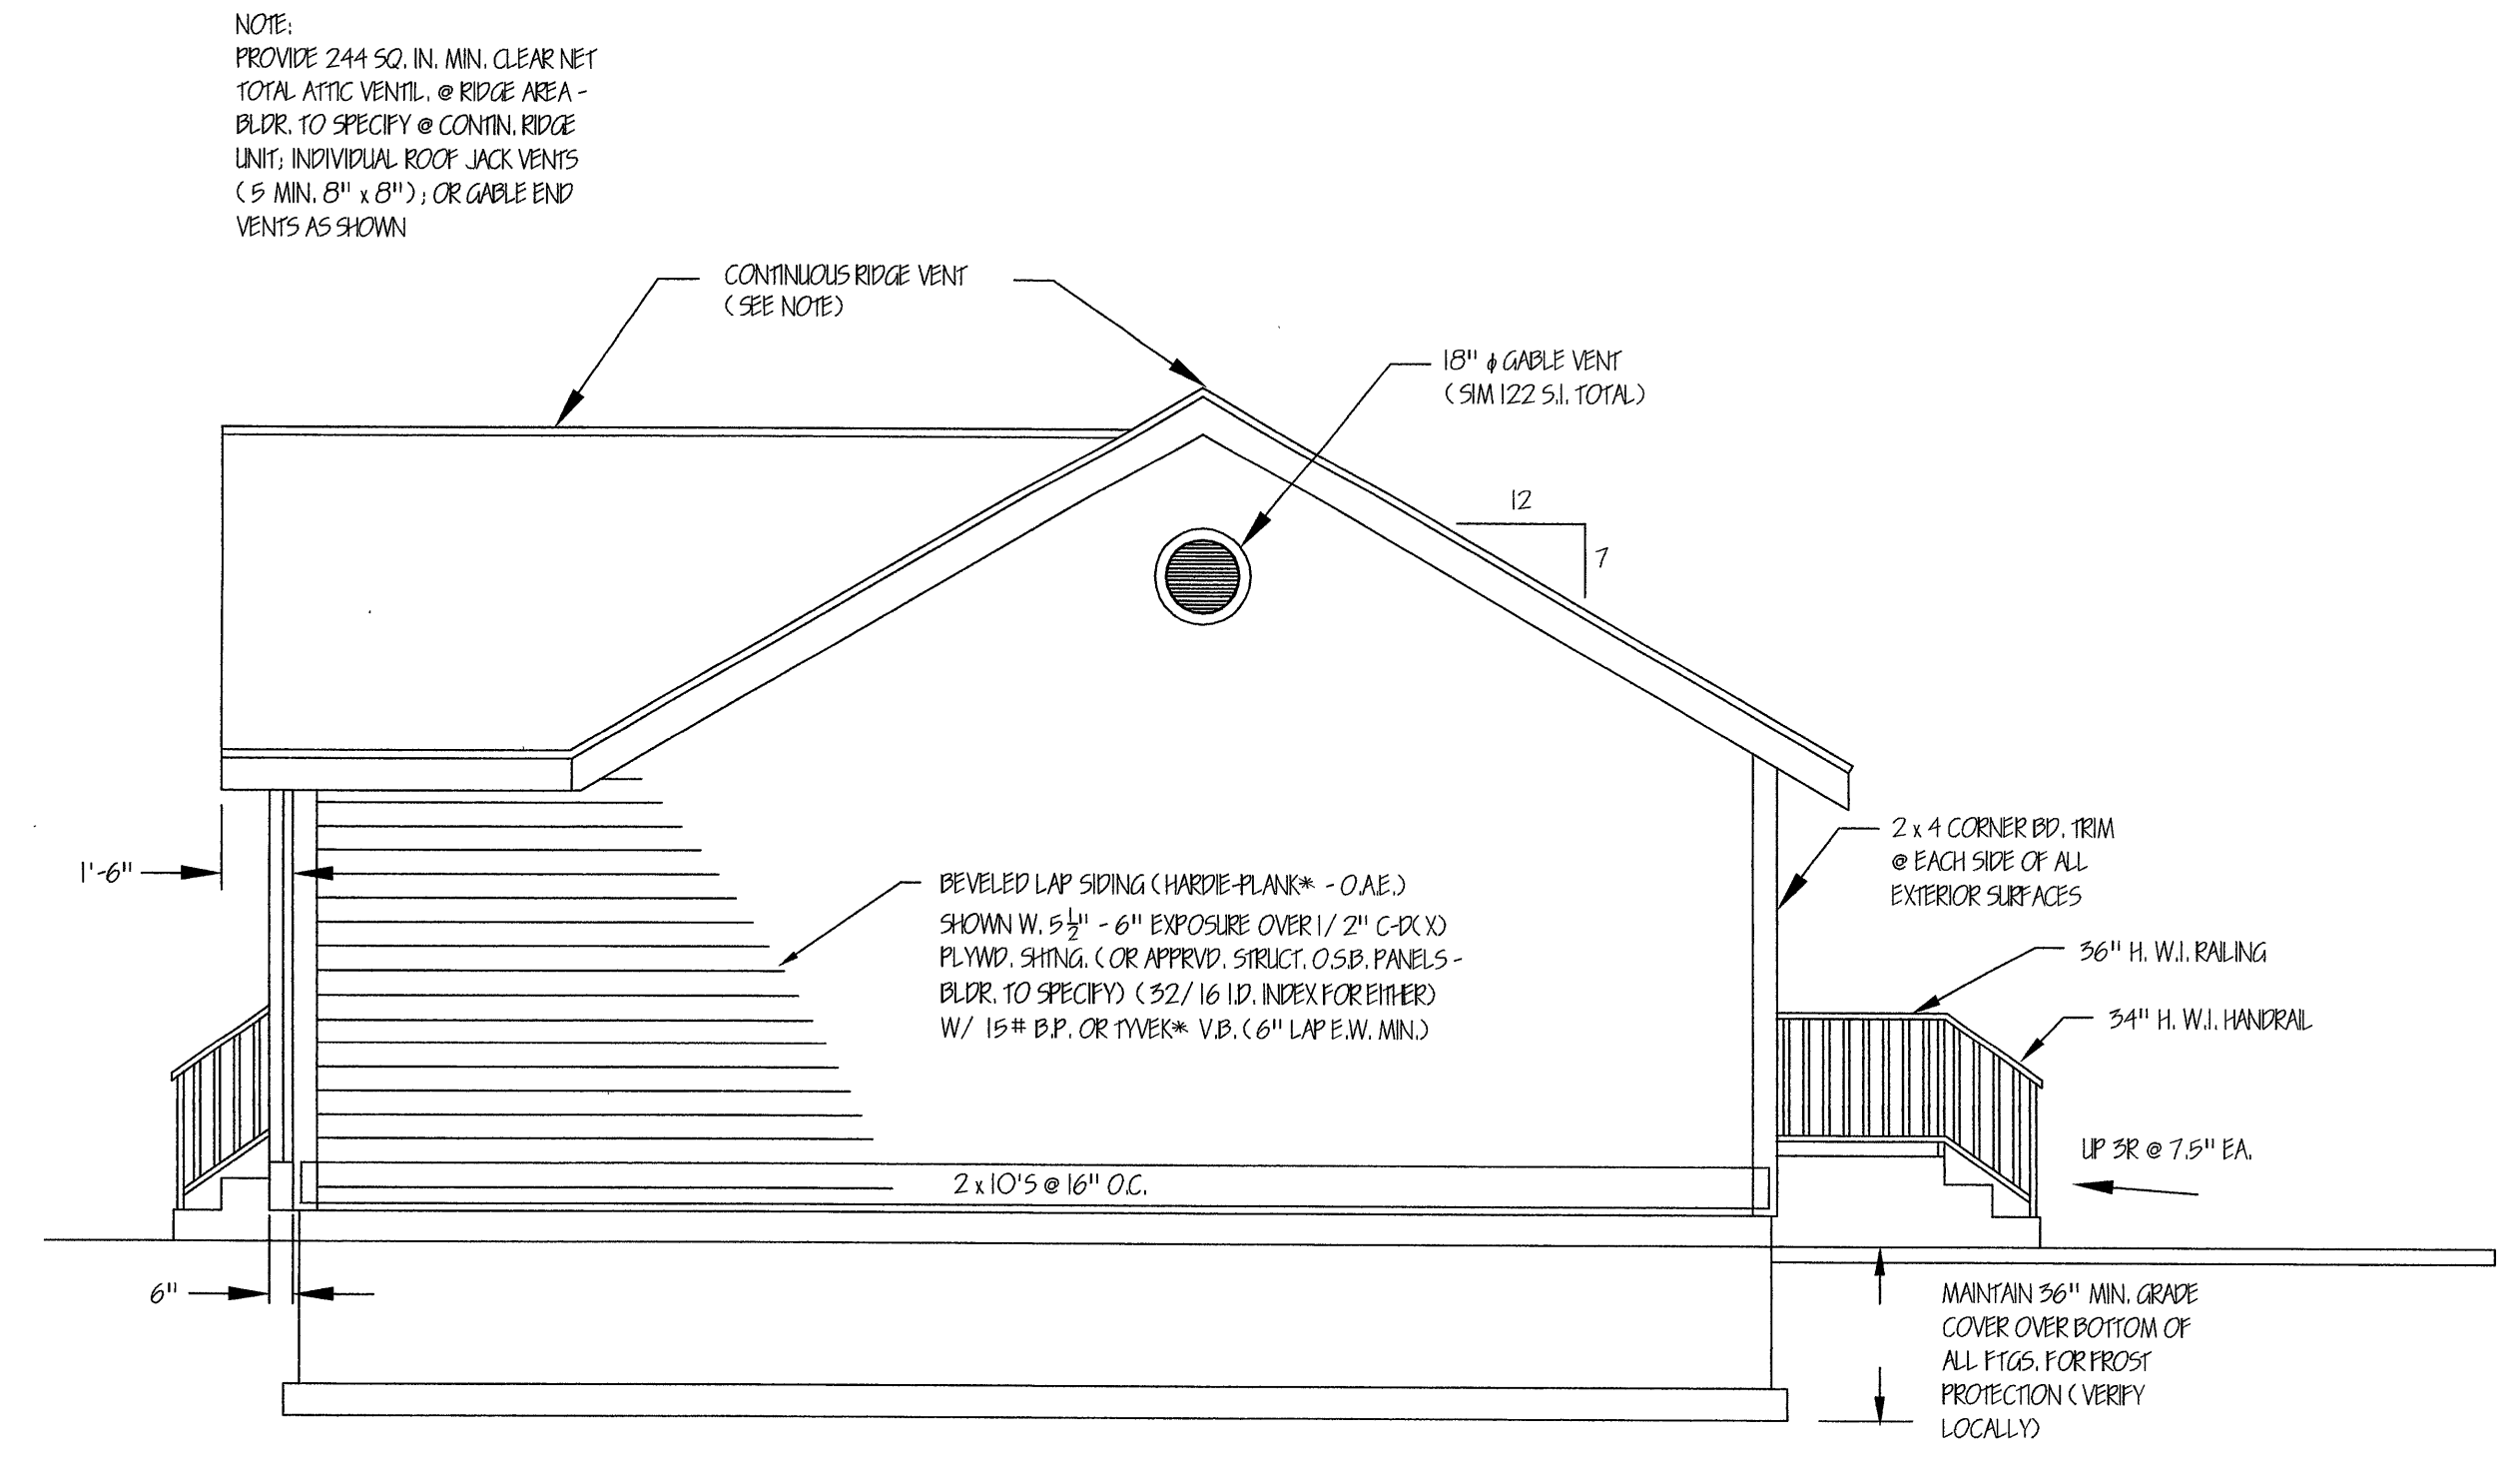 NOTE:
PROVIDE 244 SQ. IN. MIN. CLEAR NET
TOTAL ATTIC VENTIL. @ RIDGE AREA -
BLDR. TO SPECIFY @ CONTIN. RIDGE
UNIT; INDIVIDUAL ROOF JACK VENTS
( 5 MIN. 8" x 8" ) ; OR GABLE END
VENTS AS SHOWN
CONTINUOUS RIDGE VENT
( SEE NOTE)
18" ϕ GABLE VENT
( SIM 122 S.I. TOTAL)
12
7
2 x 4 CORNER BD. TRIM
@ EACH SIDE OF ALL
EXTERIOR SURFACES
1'-6"
BEVELED LAP SIDING ( HARDIE-PLANK* - O.A.E.)
SHOWN W. 5 1/2" - 6" EXPOSURE OVER 1/ 2" C-D( X)
PLYWD. SHTNG. ( OR APPRVD. STRUCT. O.S.B. PANELS -
BLDR. TO SPECIFY) ( 32/ 16 I.D. INDEX FOR EITHER)
W/ 15# B.P. OR TYVEK* V.B. ( 6" LAP E.W. MIN.)
36" H. W.I. RAILING
34" H. W.I. HANDRAIL
UP 3R @ 7.5" EA.
2 x 10'S @ 16" O.C.
6"
MAINTAIN 36" MIN. GRADE
COVER OVER BOTTOM OF
ALL FTGS. FOR FROST
PROTECTION ( VERIFY
LOCALLY)